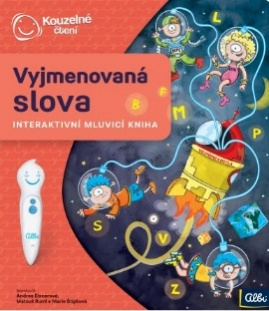 Kouzelné
čtení
Vyjmenovaná
slova
INTERAKTIVNÍ MLUVICÍ KNIHA
B
F
M
L
P
S
V
Z
Albi
Albi